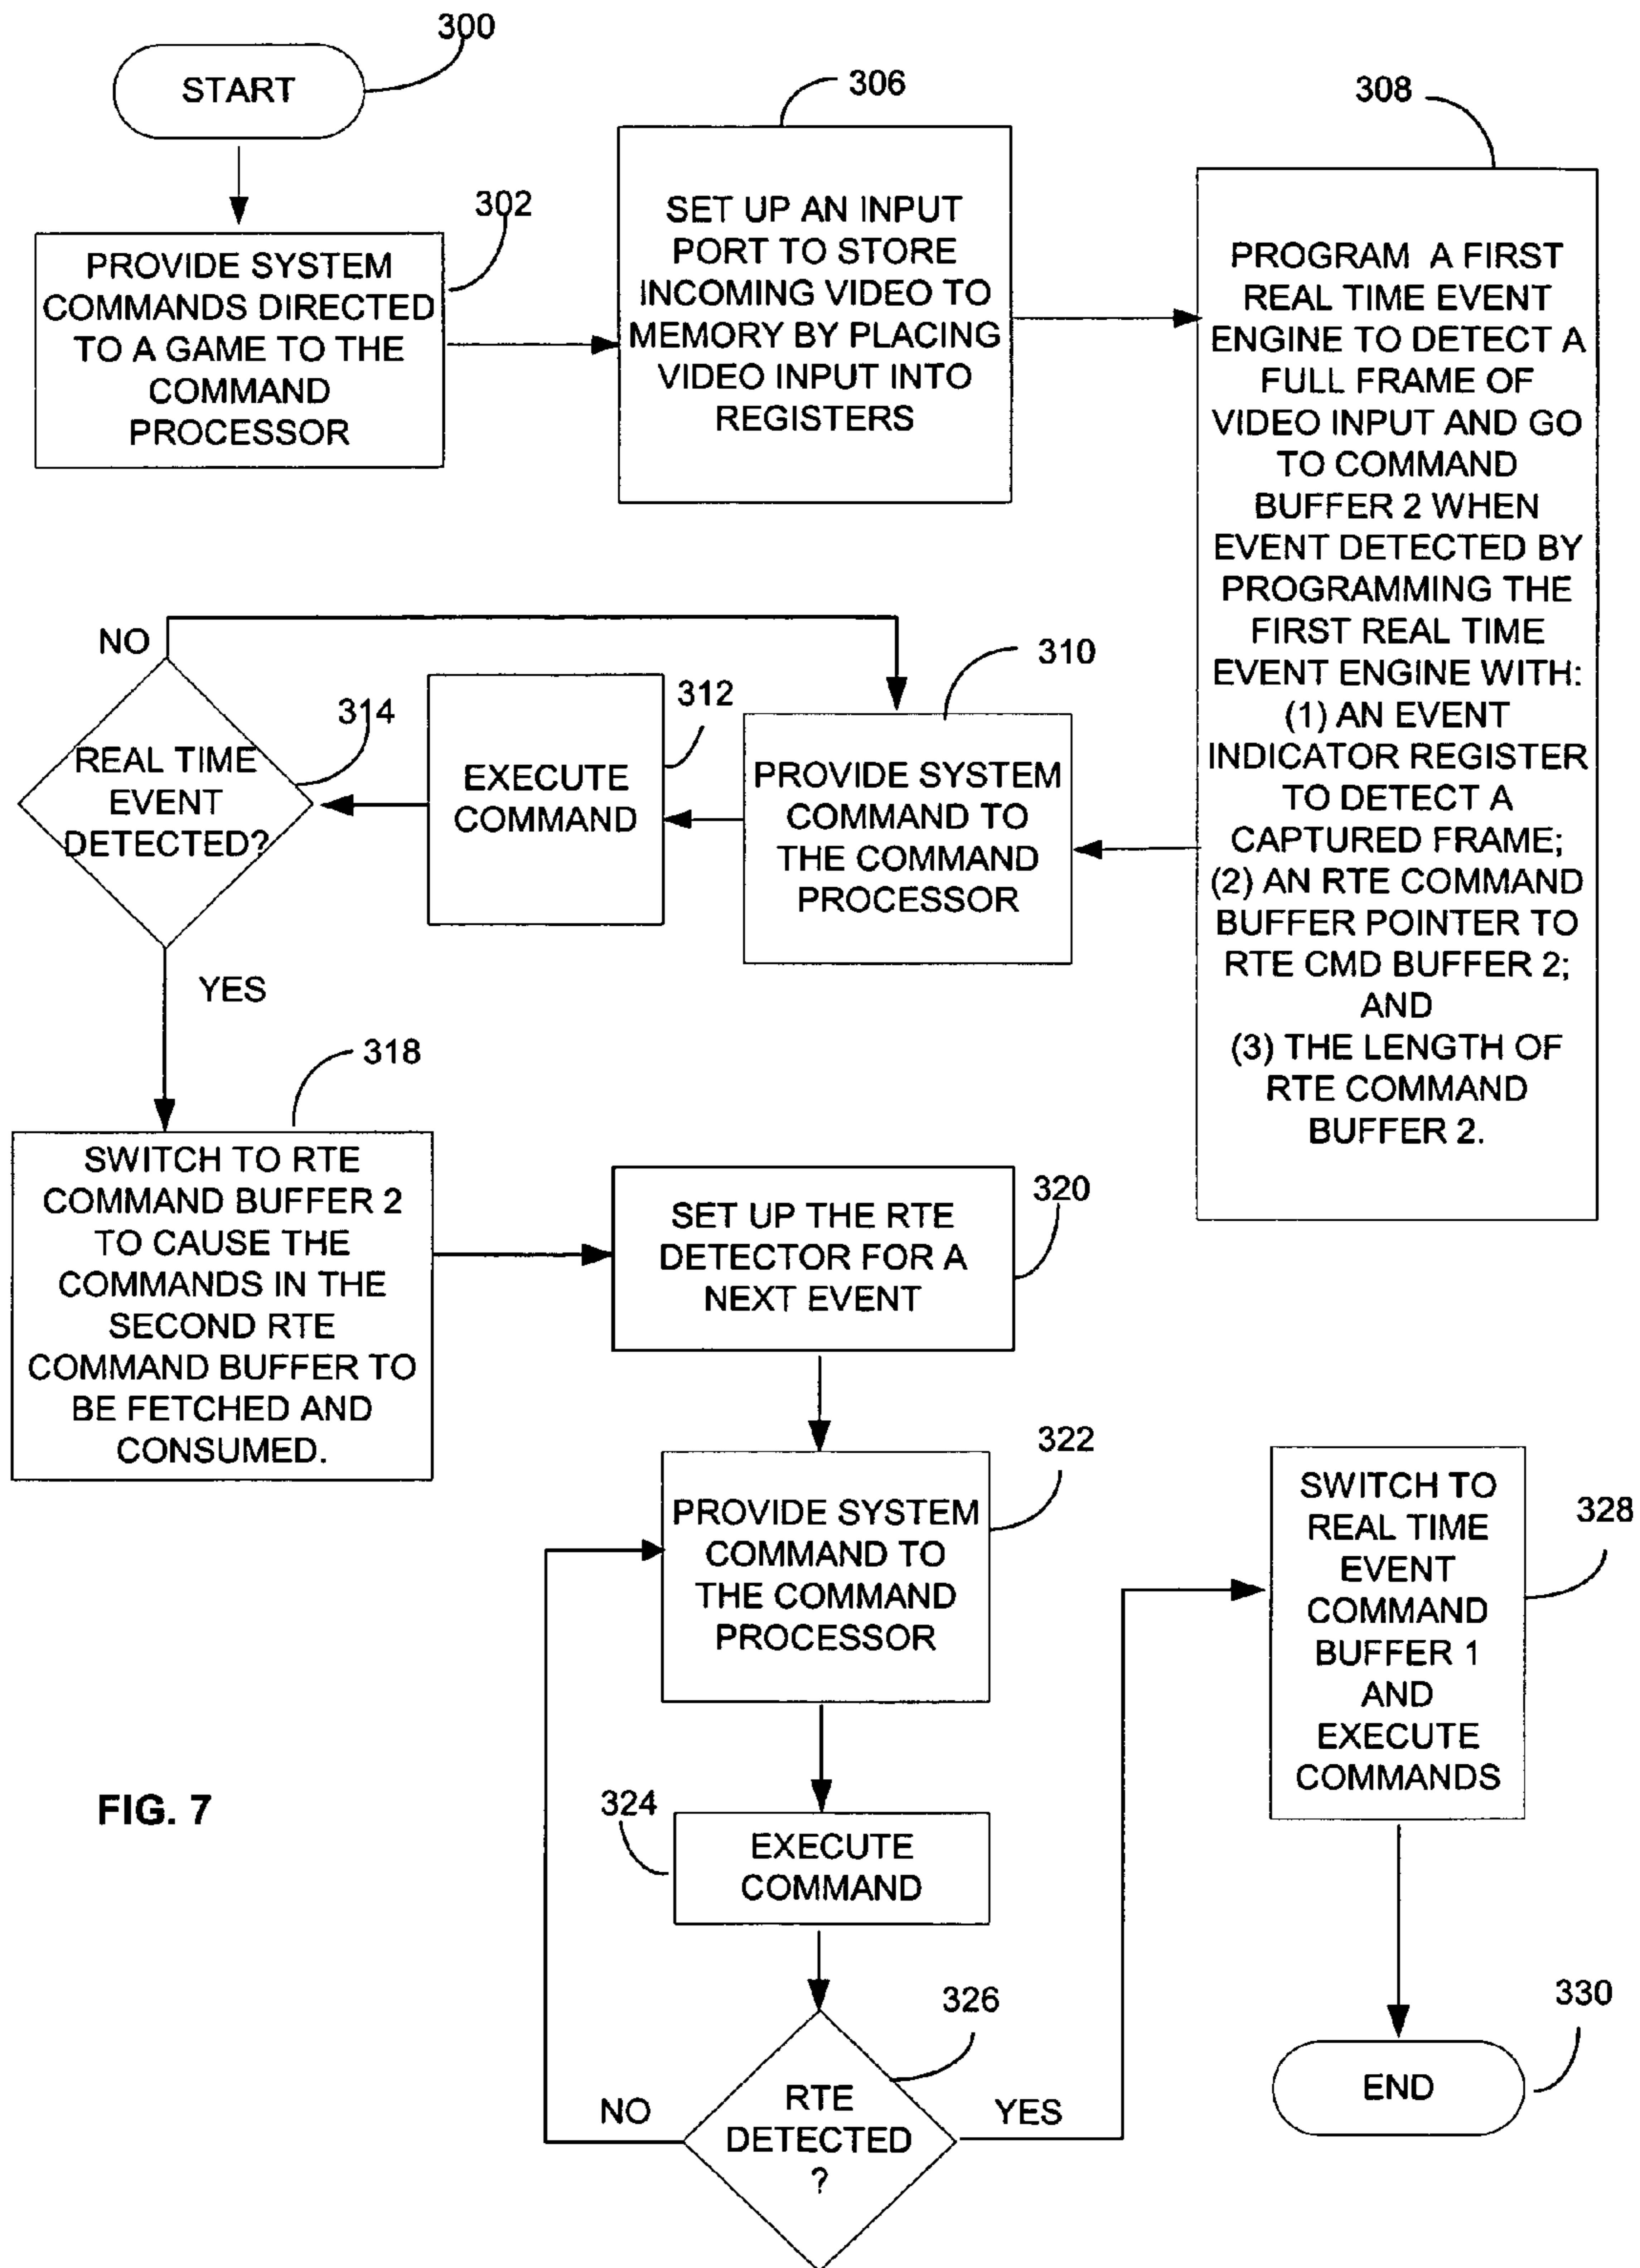 300
START
302
PROVIDE SYSTEM
COMMANDS DIRECTED
TO A GAME TO THE
COMMAND
PROCESSOR
306
SET UP AN INPUT
PORT TO STORE
INCOMING VIDEO TO
MEMORY BY PLACING
VIDEO INPUT INTO
REGISTERS
308
PROGRAM A FIRST
REAL TIME EVENT
ENGINE TO DETECT A
FULL FRAME OF
VIDEO INPUT AND GO
TO COMMAND
BUFFER 2 WHEN
EVENT DETECTED BY
PROGRAMMING THE
FIRST REAL TIME
EVENT ENGINE WITH:
(1) AN EVENT
INDICATOR REGISTER
TO DETECT A
CAPTURED FRAME;
(2) AN RTE COMMAND
BUFFER POINTER TO
RTE CMD BUFFER 2;
AND
(3) THE LENGTH OF
RTE COMMAND
BUFFER 2.
310
PROVIDE SYSTEM
COMMAND TO
THE COMMAND
PROCESSOR
312
EXECUTE
COMMAND
314
REAL TIME
EVENT
DETECTED?
NO
YES
318
SWITCH TO RTE
COMMAND BUFFER 2
TO CAUSE THE
COMMANDS IN THE
SECOND RTE
COMMAND BUFFER TO
BE FETCHED AND
CONSUMED.
320
SET UP THE RTE
DETECTOR FOR A
NEXT EVENT
322
PROVIDE SYSTEM
COMMAND TO
THE COMMAND
PROCESSOR
324
EXECUTE
COMMAND
326
RTE
DETECTED
?
NO
YES
328
SWITCH TO
REAL TIME
EVENT
COMMAND
BUFFER 1
AND
EXECUTE
COMMANDS
330
END
FIG. 7